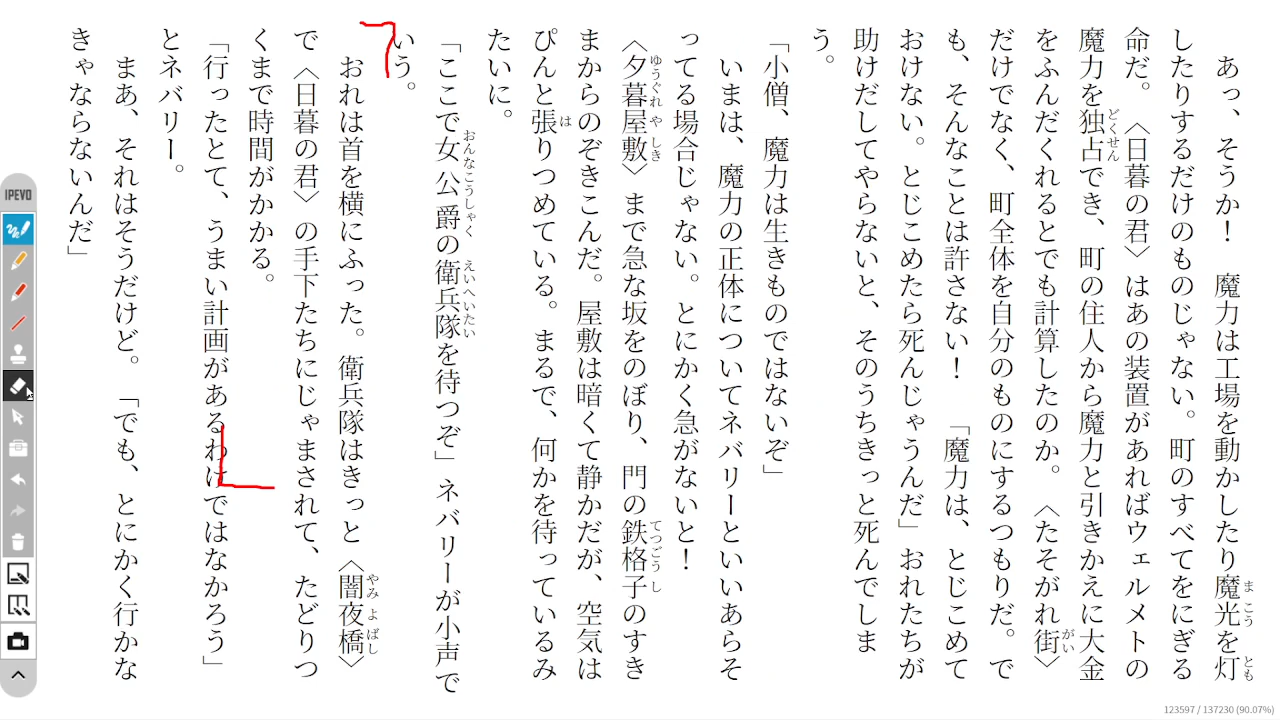 あっ、そうか！　魔力は工場を動かしたり魔光を灯
したりするだけのものじゃない。町のすべてをにぎる
命だ。〈日暮の君〉はあの装置があればウェルメトの
魔力を独占でき、町の住人から魔力と引きかえに大金
をふんだくれるとでも計算したのか。〈たそがれ街〉
だけでなく、町全体を自分のものにするつもりだ。で
も、そんなことは許さない！　「魔力は、とじこめて
おけない。とじこめたら死んじゃうんだ」おれたちが
助けだしてやらないと、そのうちきっと死んでしま
う。
「小僧、魔力は生きものではないぞ」
いまは、魔力の正体についてネバリーといいあらそ
ってる場合じゃない。とにかく急がないと！
〈夕暮屋敷〉まで急な坂をのぼり、門の鉄格子のすき
まからのぞきこんだ。屋敷は暗くて静かだが、空気は
ぴんと張りつめている。まるで、何かを待っているみ
たいに。
「ここで女公爵の衛兵隊を待つぞ」ネバリーが小声で
いう。
おれは首を横にふった。衛兵隊はきっと〈闇夜橋〉
で〈日暮の君〉の手下たちにじゃまされて、たどりつ
くまで時間がかかる。
「行ったとて、うまい計画があるわけではなかろう」
とネバリー。
まあ、それはそうだけど。「でも、とにかく行かな
きゃならないんだ」
IPEVO
123597 / 137230 (90.07%)